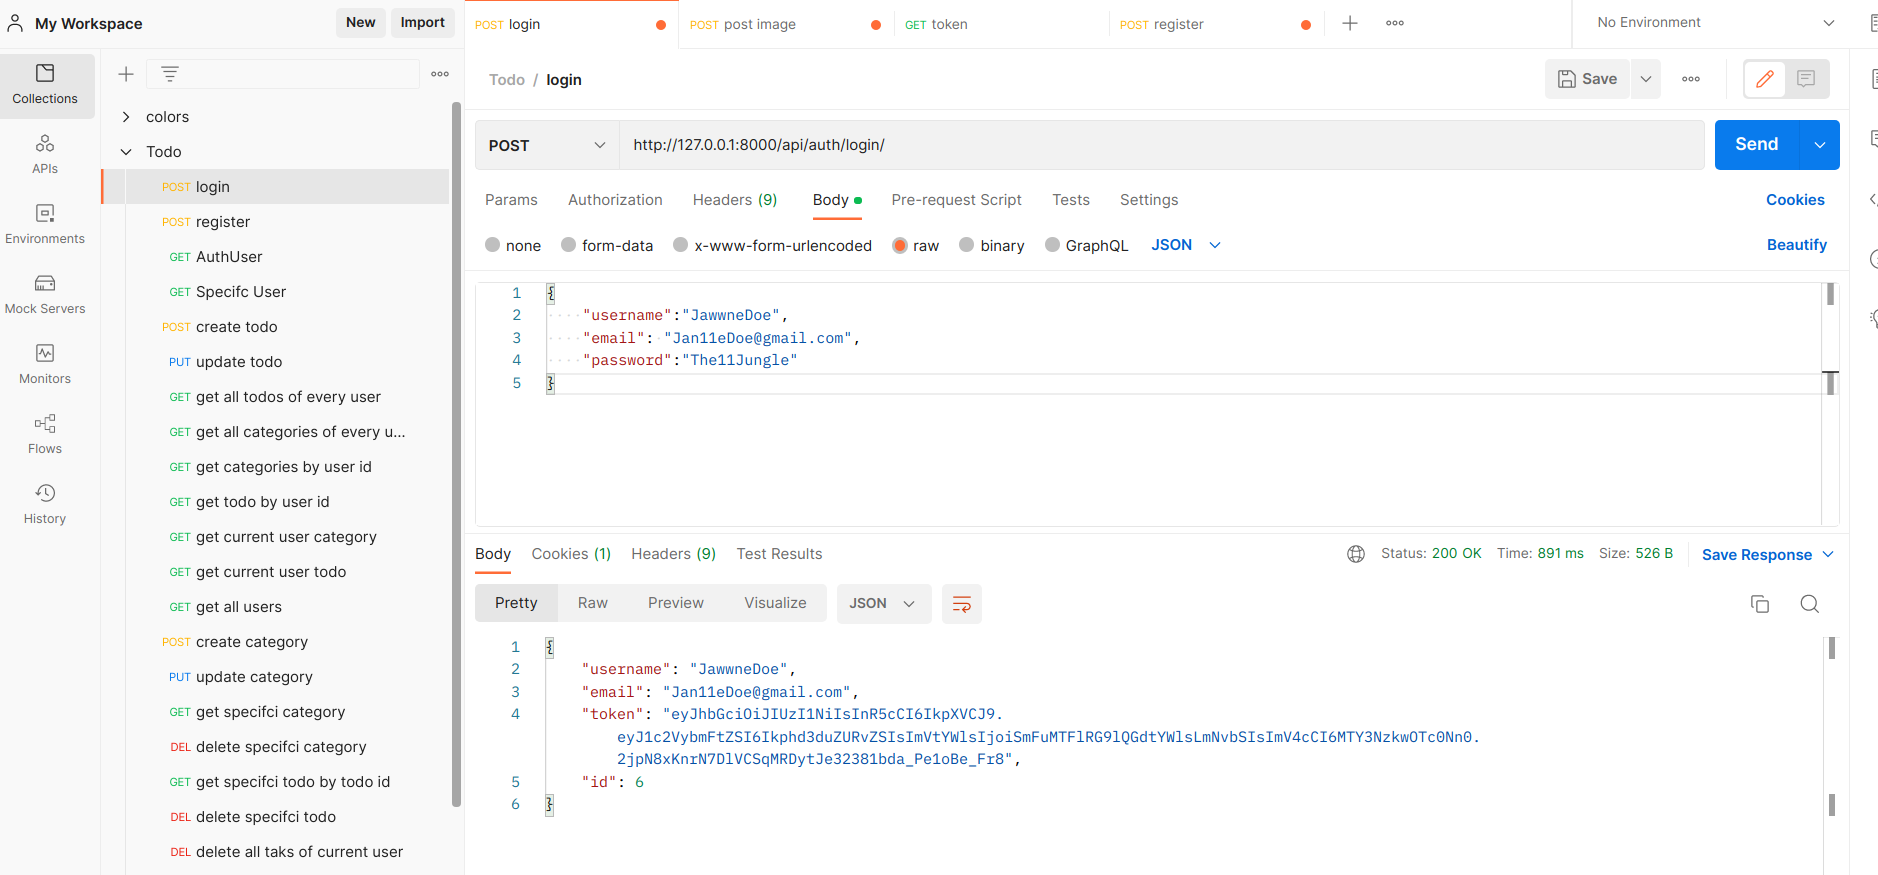 My Workspace
New
Import
POST login
POST post image
GET token
POST register
No Environment
Collections
APIs
Environments
Mock Servers
Monitors
Flows
History
colors
Todo
POST login
POST register
GET AuthUser
GET Specifc User
POST create todo
PUT update todo
GET get all todos of every user
GET get all categories of every u...
GET get categories by user id
GET get todo by user id
GET get current user category
GET get current user todo
GET get all users
POST create category
PUT update category
GET get specifci category
DEL delete specifci category
GET get specifci todo by todo id
DEL delete specifci todo
DEL delete all taks of current user
Todo / login
Save
POST
http://127.0.0.1:8000/api/auth/login/
Send
Params Authorization Headers (9) Body Pre-request Script Tests Settings
Cookies
none form-data x-www-form-urlencoded raw binary GraphQL JSON
Beautify
1 {
2 "username":"JawwneDoe",
3 "email": "Jan11eDoe@gmail.com",
4 "password":"The11Jungle"
5 }
Body Cookies (1) Headers (9) Test Results
Status: 200 OK Time: 891 ms Size: 526 B
Save Response
Pretty Raw Preview Visualize JSON
1 {
2 "username": "JawwneDoe",
3 "email": "Jan11eDoe@gmail.com",
4 "token": "eyJhbGciOiJIUzI1NiIsInR5cCI6IkpXVCJ9.
eyJ1c2VybmFtZSI6Ikphd3duZURvZSIsImVtYWlsIjoiSmFuMTFlRG9lQGdtYWlsLmNvbSIsImV4cCI6MTY3NzkwOTc0Nn0.
2jpN8xKnrN7DlVCSqMRDytJe32381bda_Pe1oBe_Fr8",
5 "id": 6
6 }